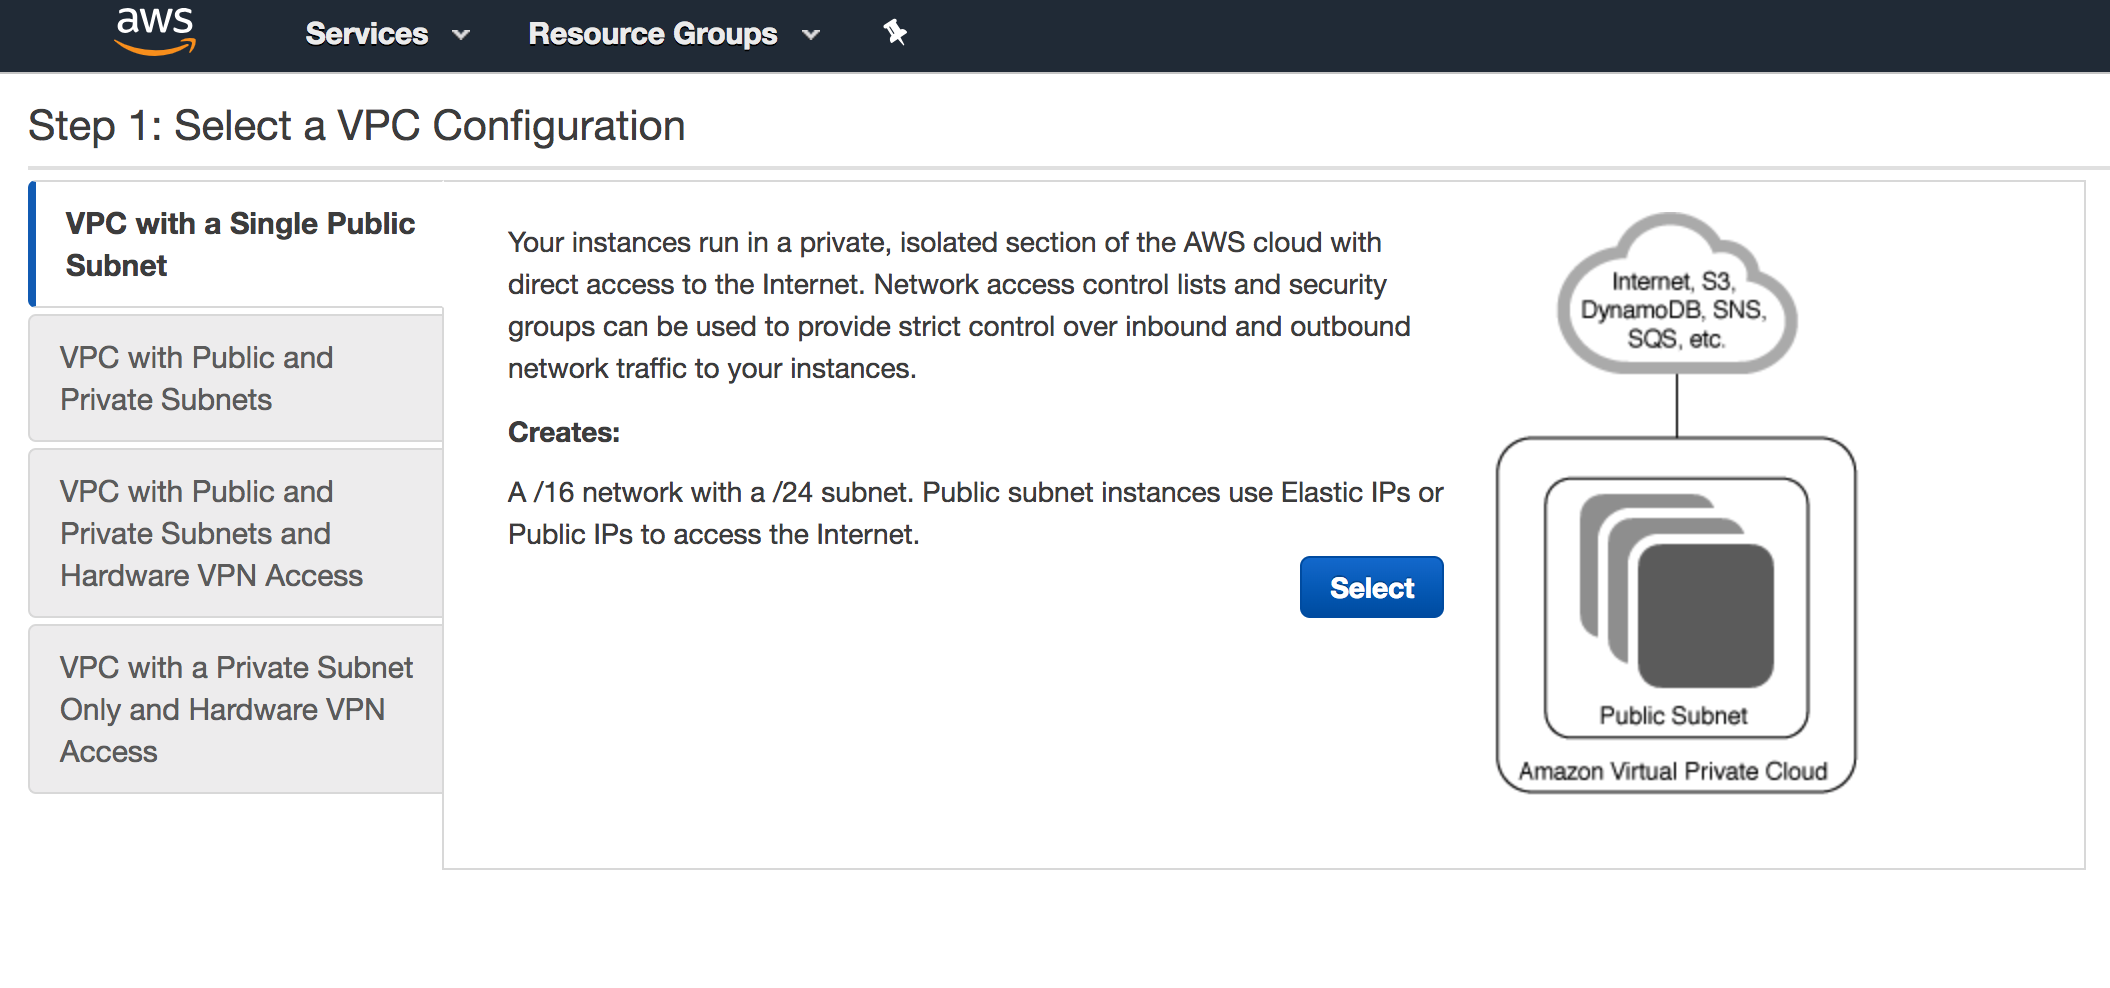 aws
Services
Resource Groups
Step 1: Select a VPC Configuration
VPC with a Single Public
Subnet
VPC with Public and
Private Subnets
VPC with Public and
Private Subnets and
Hardware VPN Access
VPC with a Private Subnet
Only and Hardware VPN
Access
Your instances run in a private, isolated section of the AWS cloud with
direct access to the Internet. Network access control lists and security
groups can be used to provide strict control over inbound and outbound
network traffic to your instances.
Creates:
A /16 network with a /24 subnet. Public subnet instances use Elastic IPs or
Public IPs to access the Internet.
Select
Internet, S3,
DynamoDB, SNS,
SQS, etc.
Public Subnet
Amazon Virtual Private Cloud